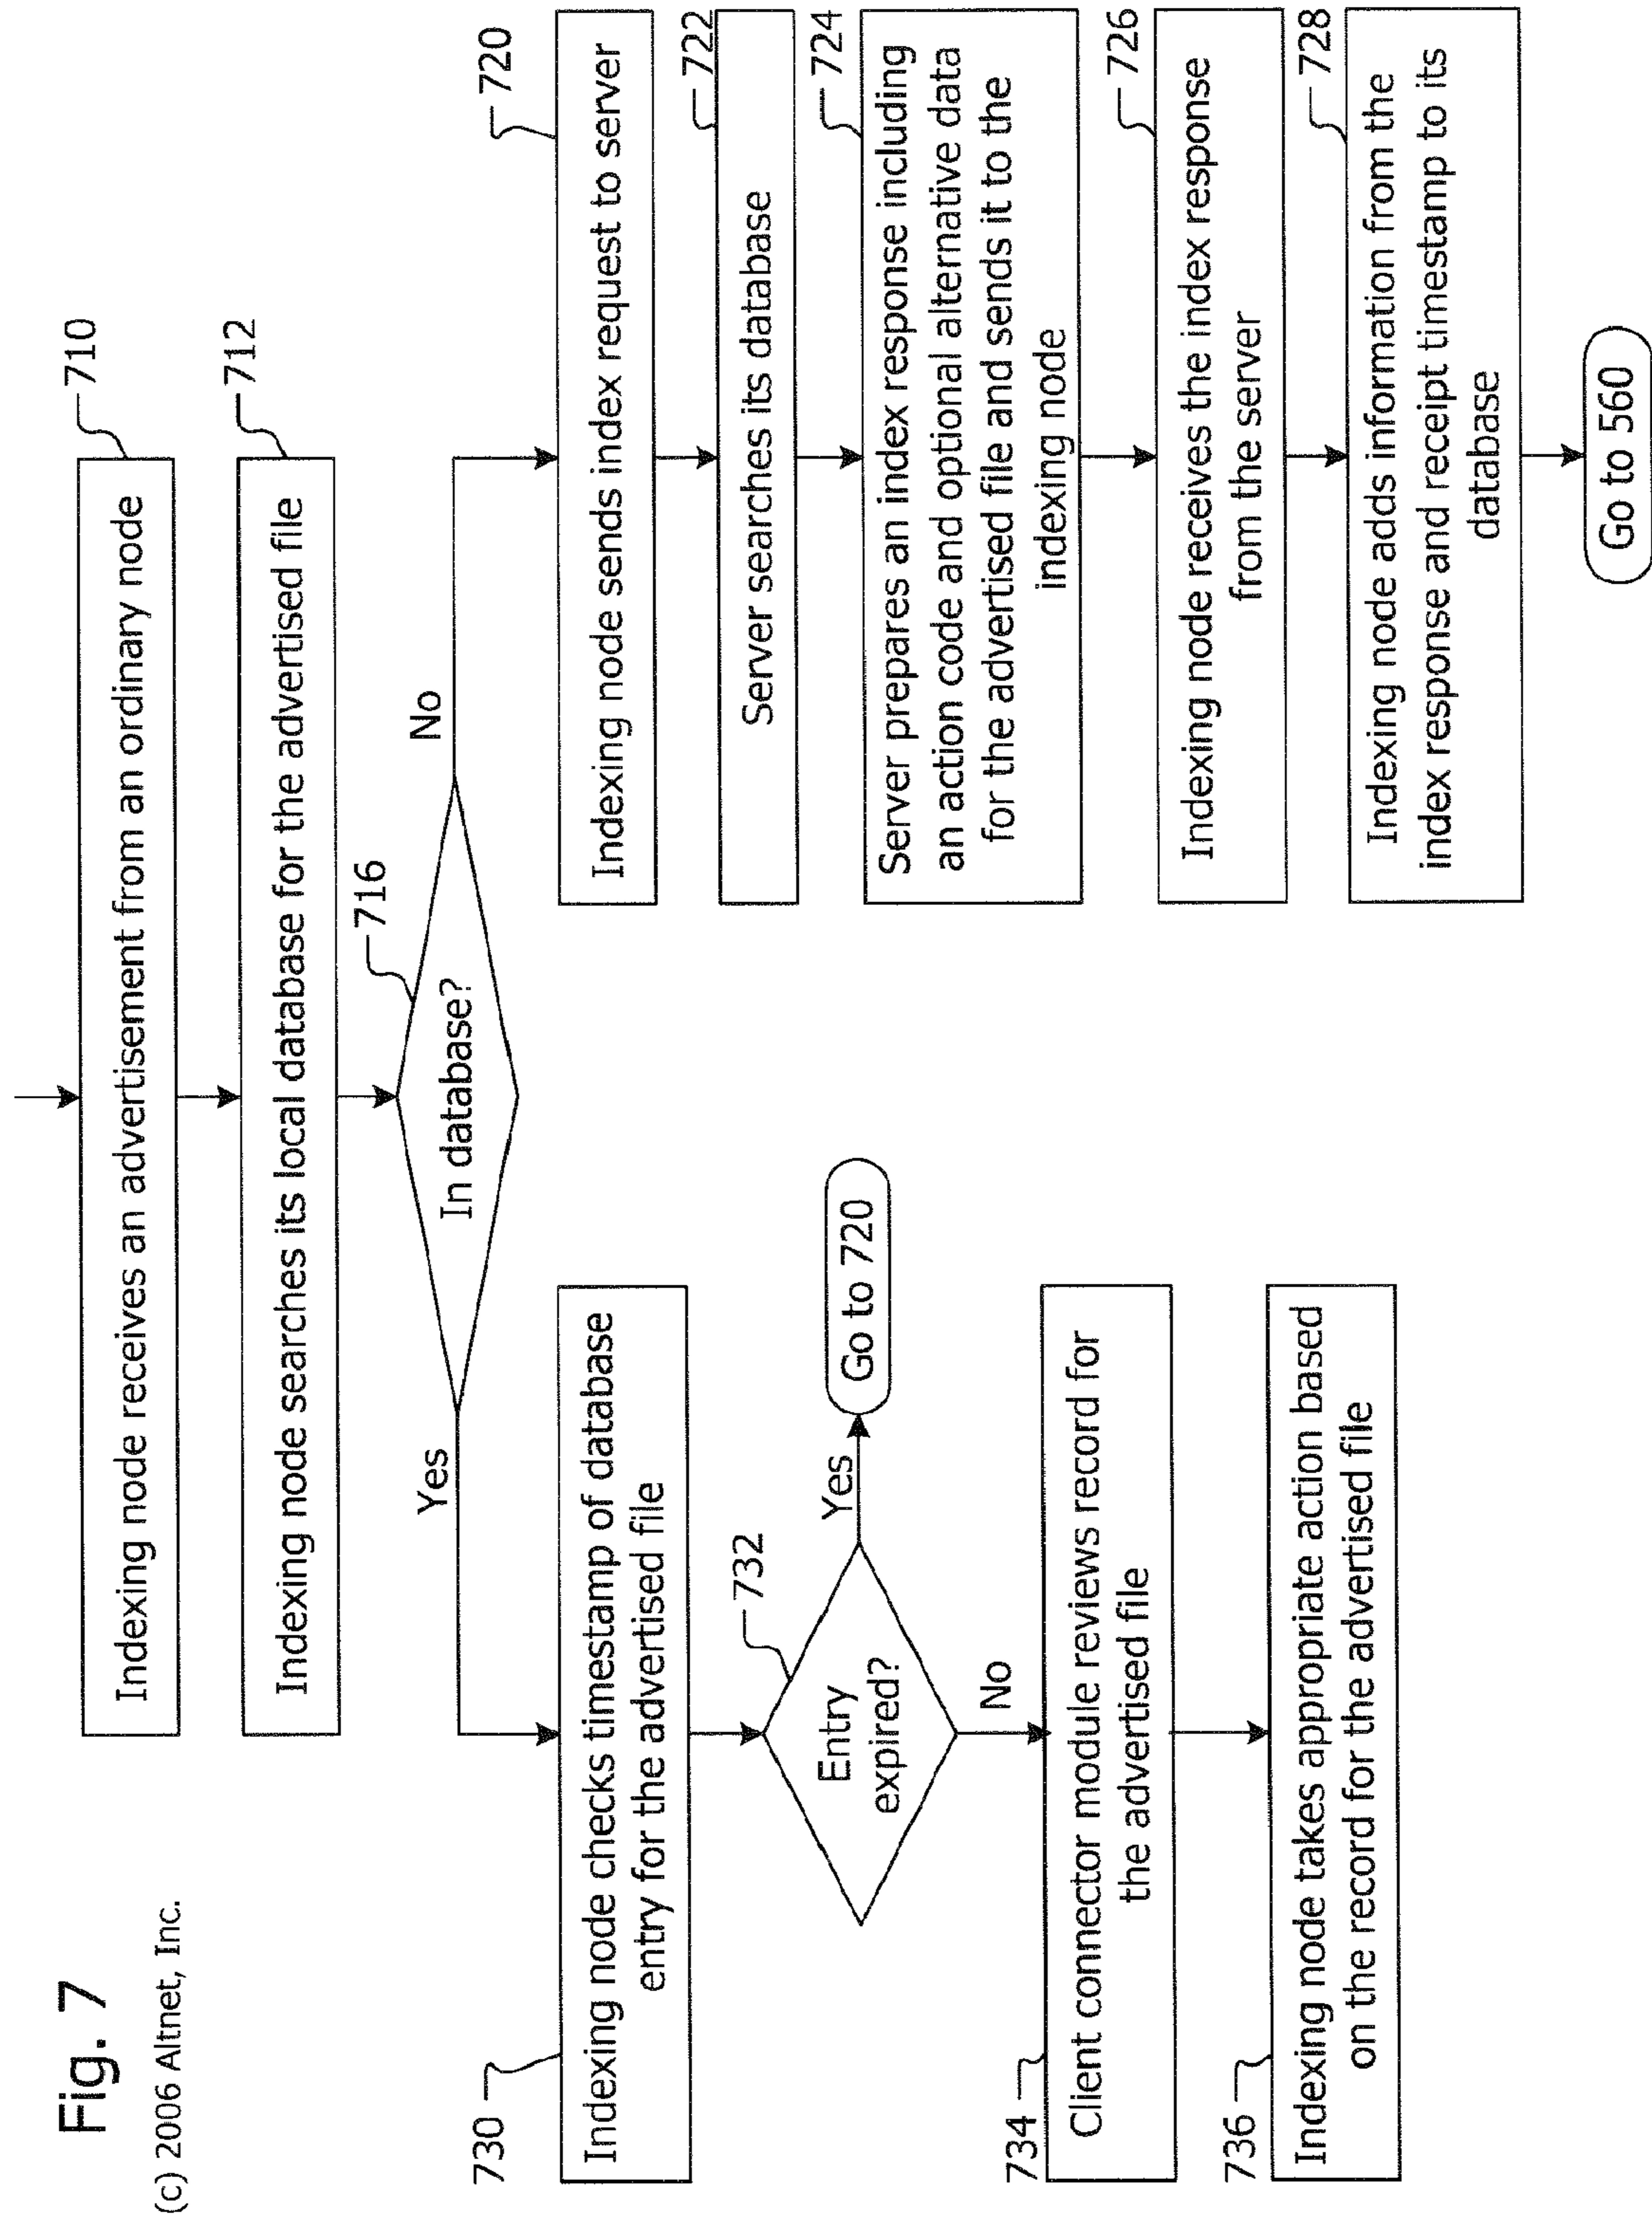 Fig. 7
(c) 2006 Altnet, Inc.
710
Indexing node receives an advertisement from an ordinary node
712
Indexing node searches its local database for the advertised file
716
In database?
Yes
No
730
Indexing node checks timestamp of database
entry for the advertised file
732
Entry
expired?
Yes
Go to 720
No
734
Client connector module reviews record for
the advertised file
736
Indexing node takes appropriate action based
on the record for the advertised file
720
Indexing node sends index request to server
722
Server searches its database
724
Server prepares an index response including
an action code and optional alternative data
for the advertised file and sends it to the
indexing node
726
Indexing node receives the index response
from the server
728
Indexing node adds information from the
index response and receipt timestamp to its
database
Go to 560